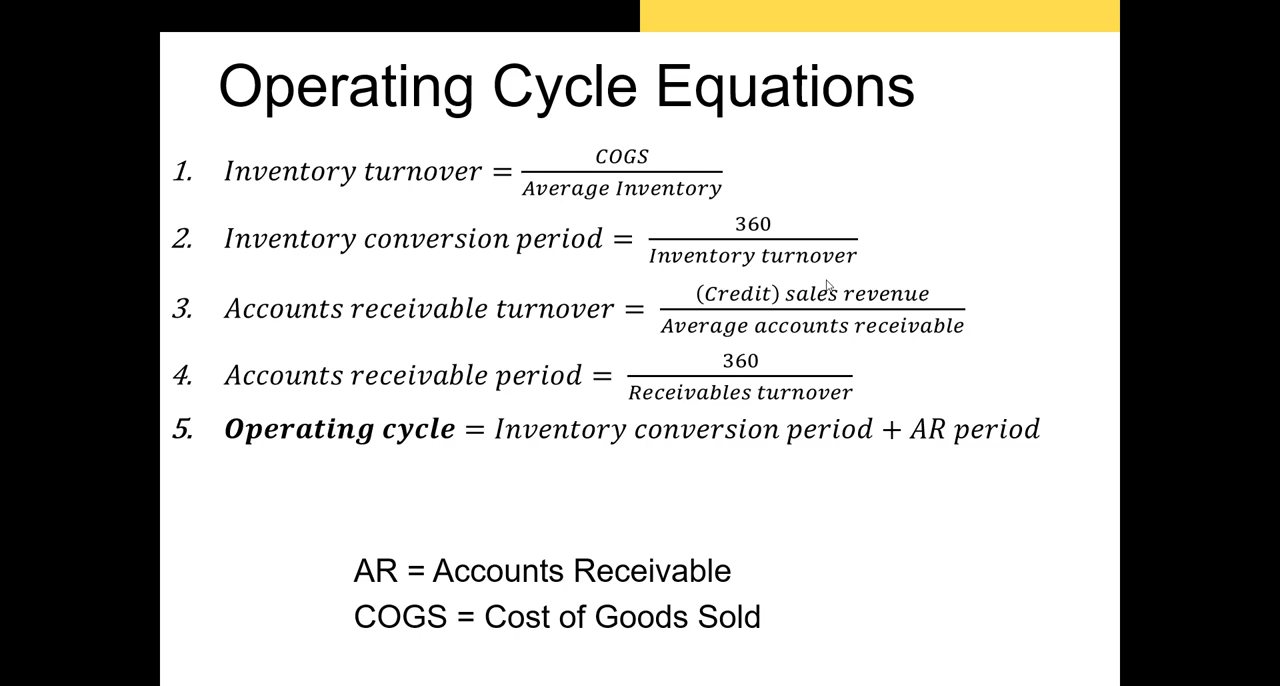 Operating Cycle Equations
1. Inventory turnover = COGS / Average Inventory
2. Inventory conversion period = 360 / Inventory turnover
3. Accounts receivable turnover = (Credit) sales revenue / Average accounts receivable
4. Accounts receivable period = 360 / Receivables turnover
5. Operating cycle = Inventory conversion period + AR period
AR = Accounts Receivable
COGS = Cost of Goods Sold